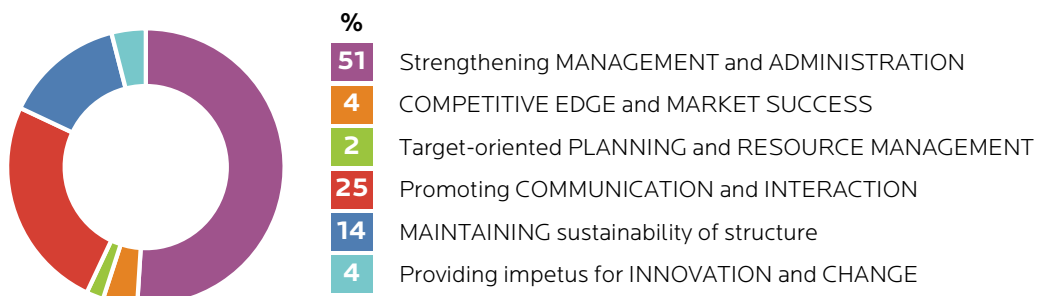 %
51 Strengthening MANAGEMENT and ADMINISTRATION
4 COMPETITIVE EDGE and MARKET SUCCESS
2 Target-oriented PLANNING and RESOURCE MANAGEMENT
25 Promoting COMMUNICATION and INTERACTION
14 MAINTAINING sustainability of structure
4 Providing impetus for INNOVATION and CHANGE